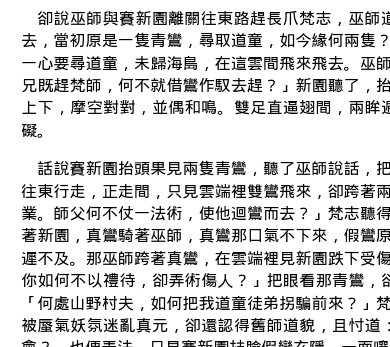 卻說巫師與賽新園離關往東路趕長爪梵志，巫師道
去，當初原是一隻青鸞，尋取道童，如今緣何兩隻？
一心要尋道童，未歸海島，在這雲間飛來飛去。巫師
兄既趕梵師，何不就借鸞作馭去趕？」新園聽了，抬
上下，摩空對對，並偶和鳴。雙足直逼翅間，兩眸遍
礙。
話說賽新園抬頭果見兩隻青鸞，聽了巫師說話，把
往東行走，正走間，只見雲端裡雙鸞飛來，卻跨著兩
業。師父何不仗一法術，使他迴鸞而去？」梵志聽得
著新園，真鸞騎著巫師，真鸞那口氣不下來，假鸞原
遲不及。那巫師跨著真鸞，在雲端裡見新園跌下受傷
你如何不以禮待，卻弄術傷人？」把眼看那青鸞，卻
「何處山野村夫，如何把我道童徒弟拐騙前來？」梵
被蜃氣妖氛迷亂真元，卻還認得舊師道貌，且忖道：